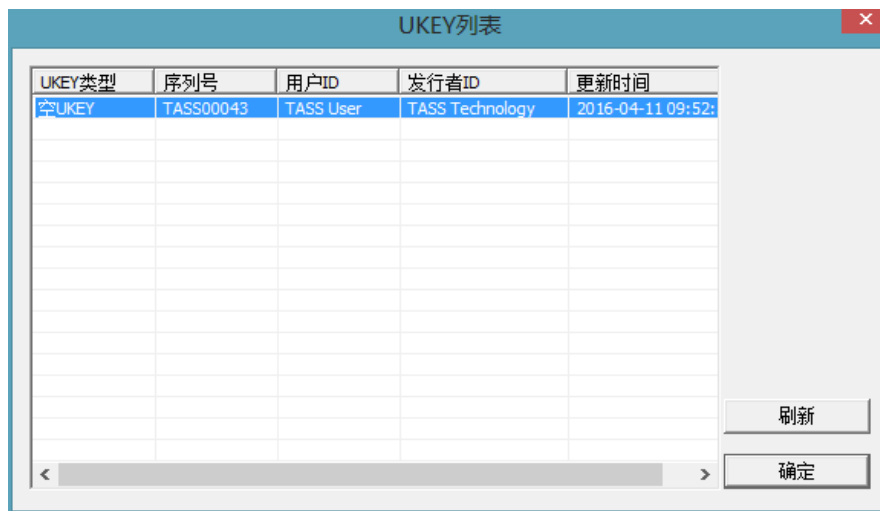 UKEY列表
UKEY类型 序列号 用户ID 发行者ID 更新时间
空UKEY TASS00043 TASS User TASS Technology 2016-04-11 09:52:
刷新
确定